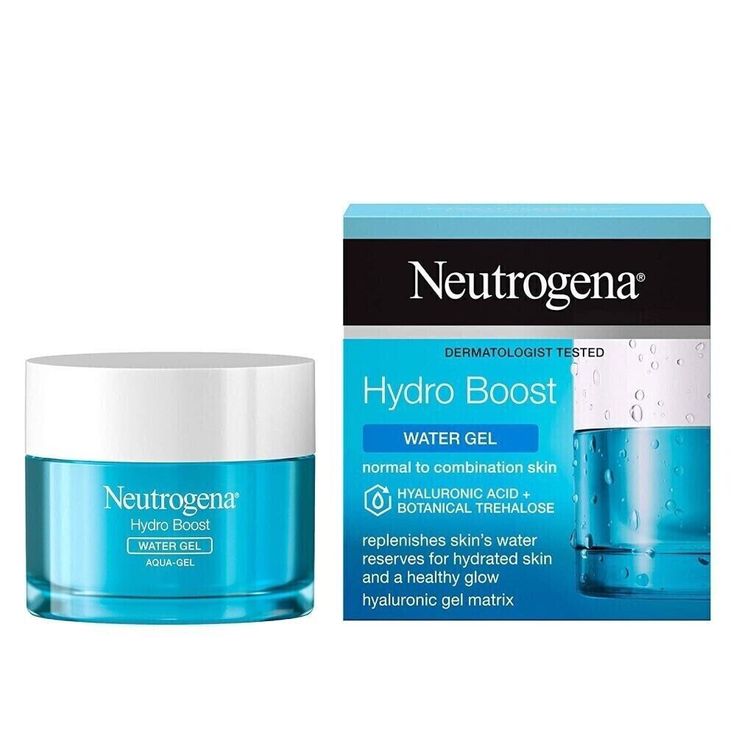 Neutrogena®
Hydro Boost
WATER GEL
AQUA-GEL
Neutrogena®
DERMATOLOGIST TESTED
Hydro Boost
WATER GEL
normal to combination skin
HYALURONIC ACID +
BOTANICAL TREHALOSE
replenishes skin's water
reserves for hydrated skin
and a healthy glow
hyaluronic gel matrix